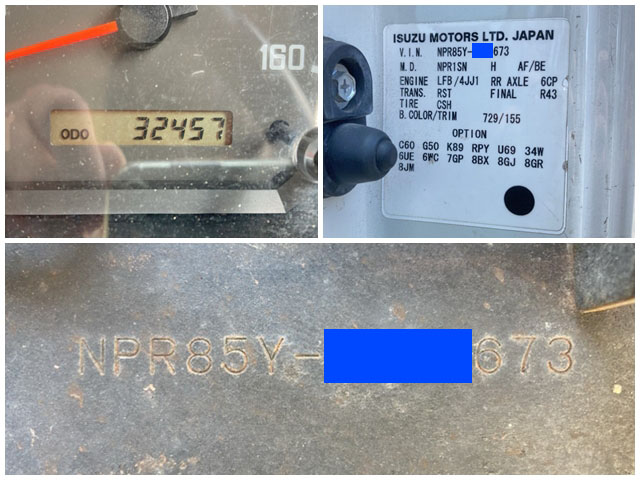 160
ODO 32457
ISUZU MOTORS LTD. JAPAN
V.I.N. NPR85Y- 673
M.D. NPR1SN H AF/BE
ENGINE LFB/4JJ1 RR AXLE 6CP
TRANS. RST FINAL R43
TIRE CSH
B.COLOR/TRIM 729/155
OPTION
C60 G50 K89 RPY U69 34W
6UE 6WC 7GP 8BX 8GJ 8GR
8JM
NPR85Y- 673